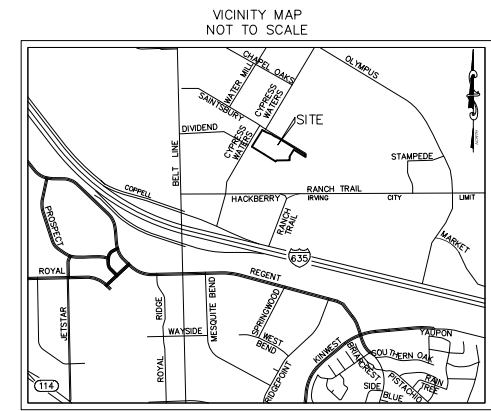 VICINITY MAP
NOT TO SCALE
OLYMPUS
CHAPEL OAKS
WATER MILL
CYPRESS
WATERS
SAINTSBURY
SITE
DIVIDEND
CYPRESS
WATERS
BELT LINE
STAMPEDE
COPPELL
HACKBERRY
RANCH TRAIL
IRVING CITY LIMIT
RANCH
TRAIL
PROSPECT
MARKET
635
ROYAL
REGENT
JETSTAR
ROYAL RIDGE
MESQUITE BEND
SPRINGWOOD
WAYSIDE
WEST
BEND
RIDGEPOINT
KINWEST
BRIARCREST
YAUPON
SOUTHERN OAK
SIDE
PISTACHIO
RAIN
TREE
BLUE
114